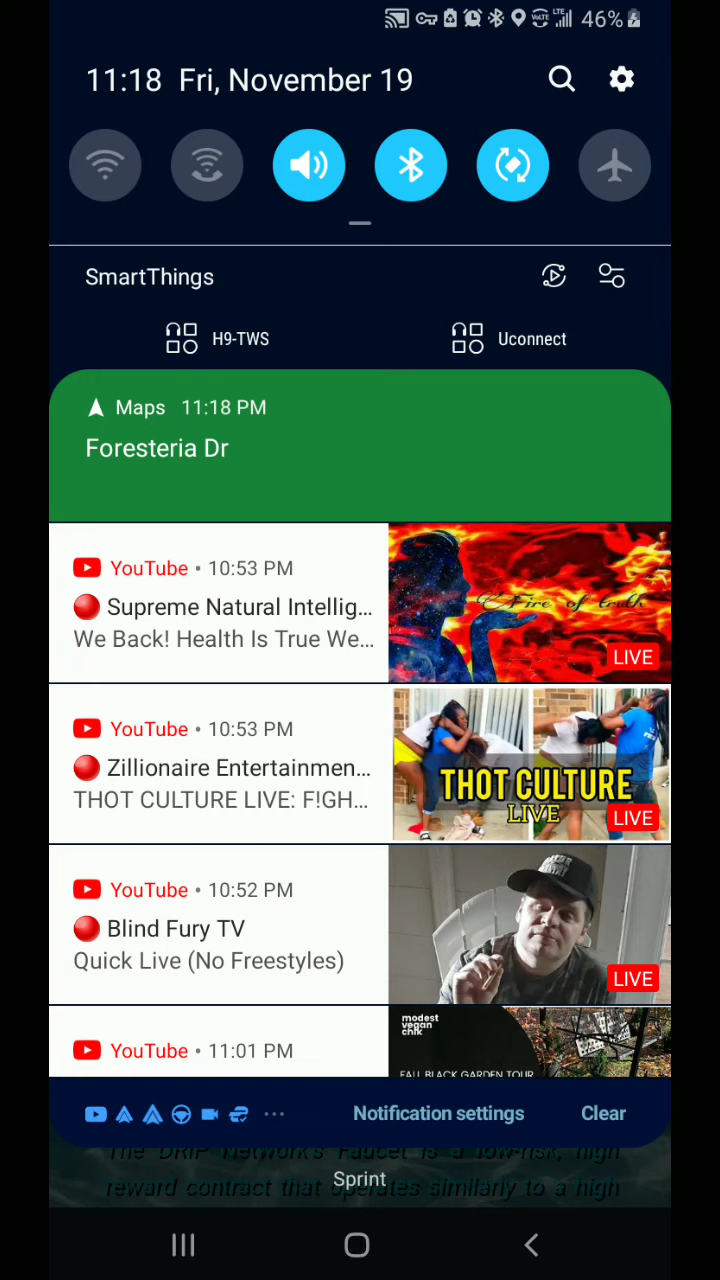 VoLTE LTE 46%
11:18 Fri, November 19
SmartThings
H9-TWS Uconnect
Maps 11:18 PM
Foresteria Dr
YouTube • 10:53 PM
Supreme Natural Intellig...
We Back! Health Is True We...
Fire of truth
LIVE
YouTube • 10:53 PM
Zillionaire Entertainmen...
THOT CULTURE LIVE: F!GH...
THOT CULTURE
LIVE
LIVE
YouTube • 10:52 PM
Blind Fury TV
Quick Live (No Freestyles)
LIVE
YouTube • 11:01 PM
modest
vegan
chik
FALL BLACK GARDEN TOUR
Notification settings Clear
The DRIP Network's Faucet is a low-risk, high
Sprint
reward contract that operates similarly to a high